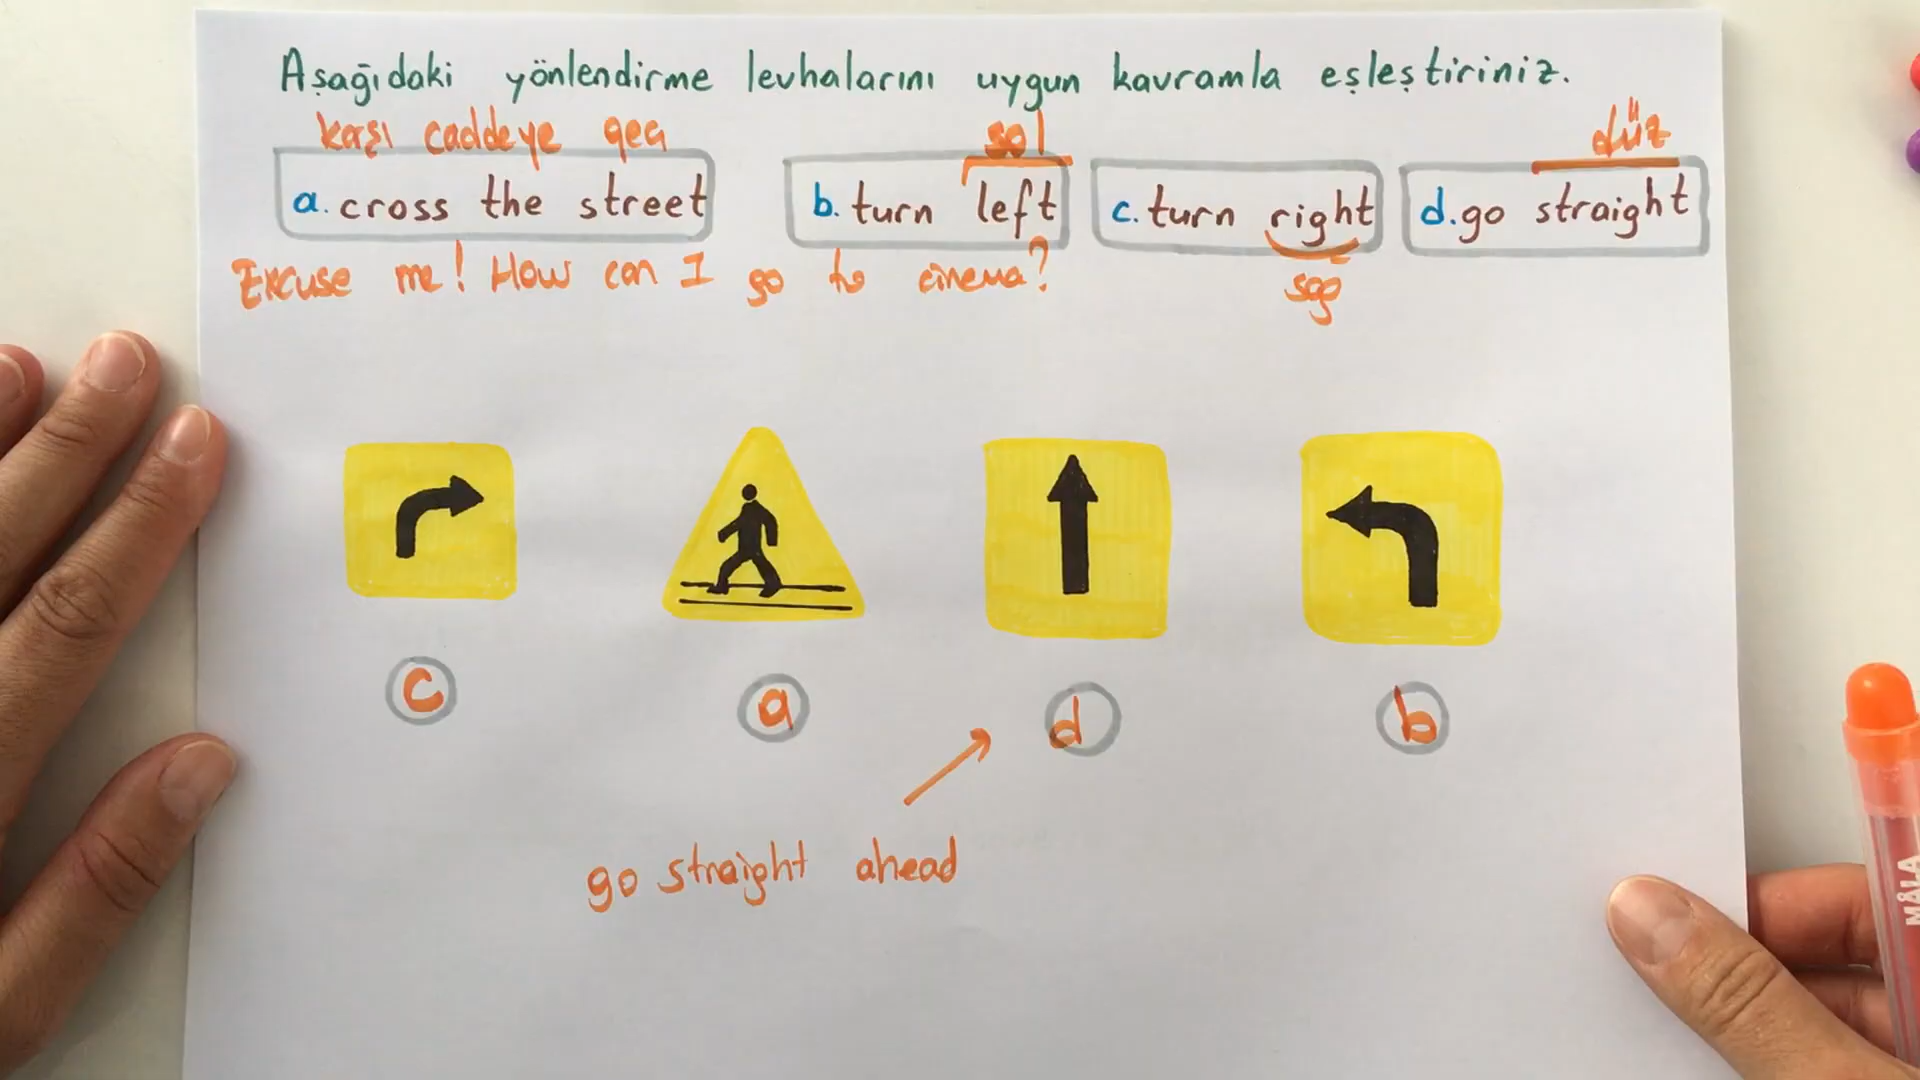 Aşağıdaki yönlendirme levhalarını uygun kavramla eşleştiriniz.
karşı caddeye geç sol düz
a. cross the street b. turn left c. turn right d. go straight
Excuse me! How can I go to cinema? sağ
c a d b
go straight ahead
MÅLA